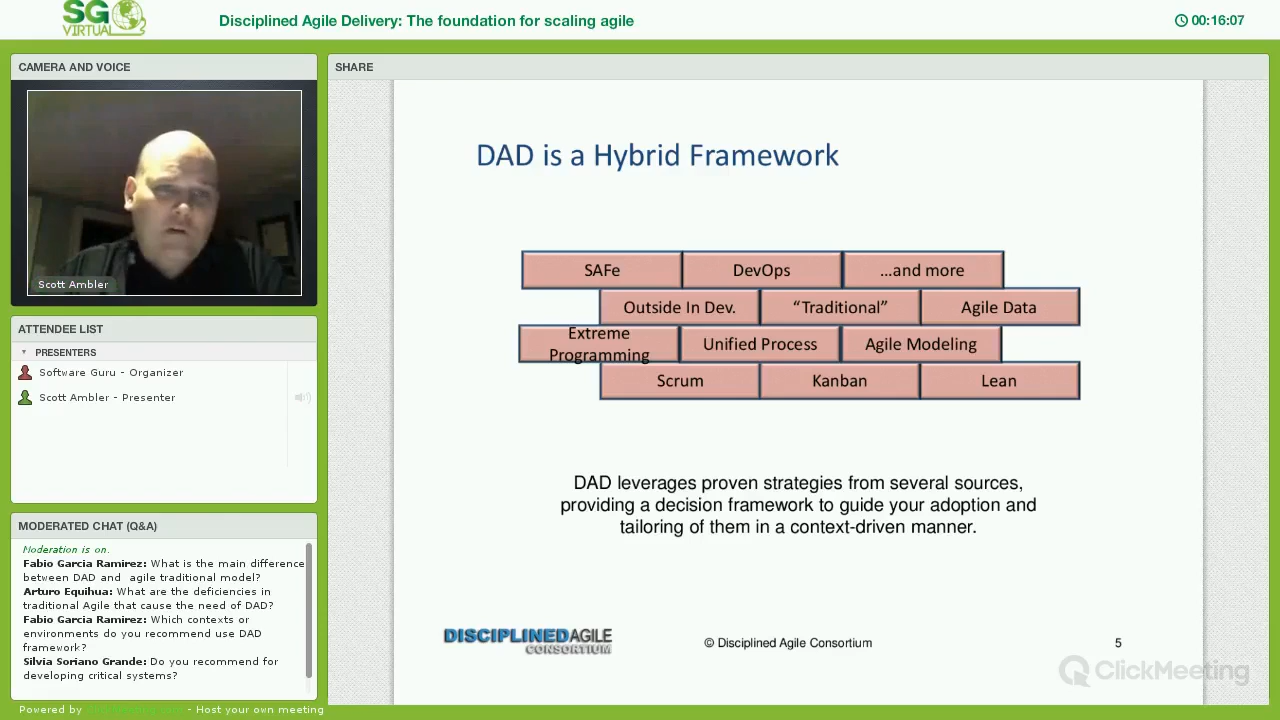 SG
VIRTUAL
Disciplined Agile Delivery: The foundation for scaling agile
00:16:07
CAMERA AND VOICE
Scott Ambler
ATTENDEE LIST
PRESENTERS
Software Guru - Organizer
Scott Ambler - Presenter
MODERATED CHAT (Q&A)
Moderation is on.
Fabio Garcia Ramirez: What is the main difference
between DAD and agile traditional model?
Arturo Equihua: What are the deficiencies in
traditional Agile that cause the need of DAD?
Fabio Garcia Ramirez: Which contexts or
environments do you recommend use DAD
framework?
Silvia Soriano Grande: Do you recommend for
developing critical systems?
Powered by ClickMeeting.com - Host your own meeting
SHARE
DAD is a Hybrid Framework
SAFe DevOps ...and more
Outside In Dev. “Traditional” Agile Data
Extreme
Programming Unified Process Agile Modeling
Scrum Kanban Lean
DAD leverages proven strategies from several sources,
providing a decision framework to guide your adoption and
tailoring of them in a context-driven manner.
DISCIPLINEDAGILE
CONSORTIUM
© Disciplined Agile Consortium
5
ClickMeeting